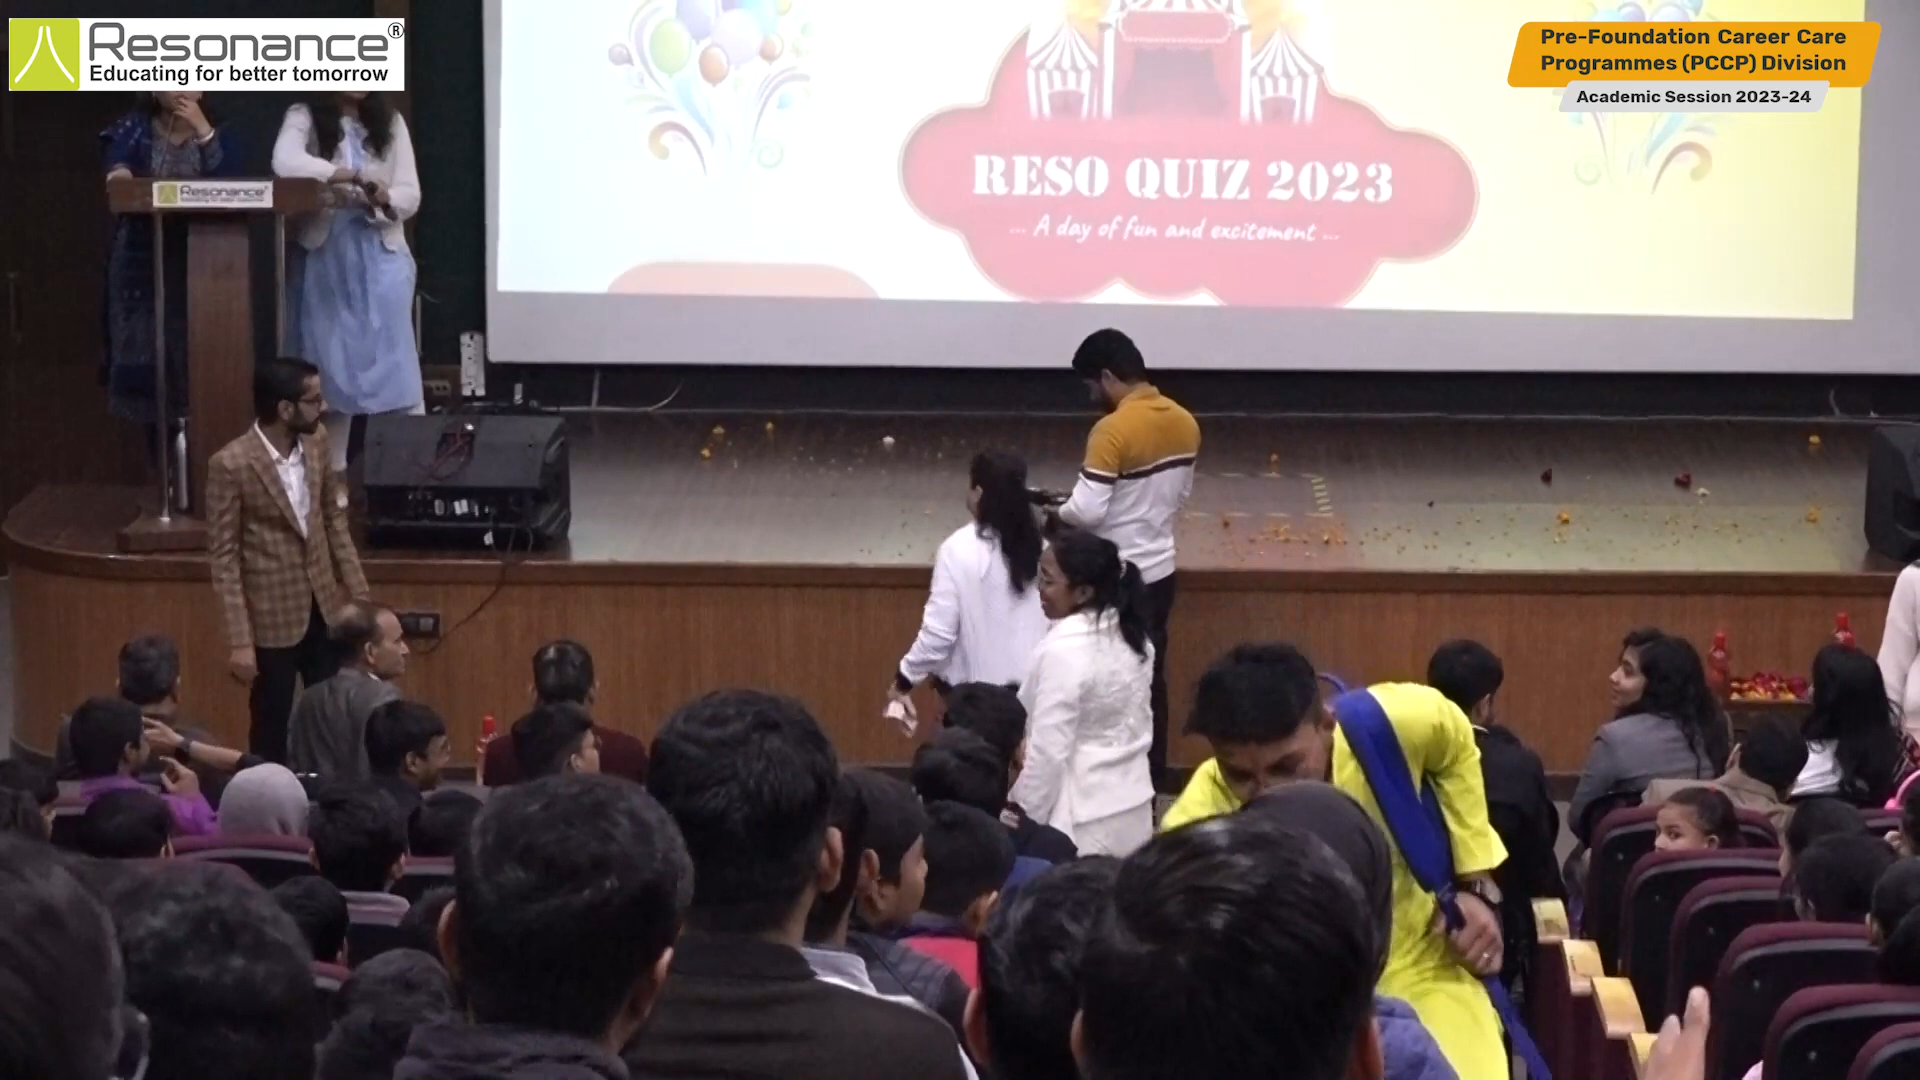 Resonance®
Educating for better tomorrow
Pre-Foundation Career Care
Programmes (PCCP) Division
Academic Session 2023-24
RESO QUIZ 2023
... A day of fun and excitement ...
Resonance